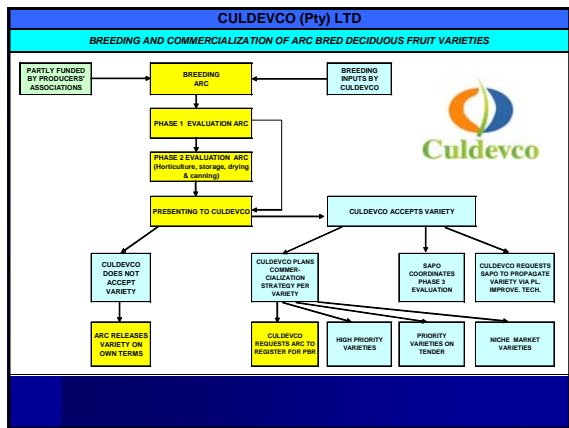 CULDEVCO (Pty) LTD
BREEDING AND COMMERCIALIZATION OF ARC BRED DECIDUOUS FRUIT VARIETIES
PARTLY FUNDED
BY PRODUCERS'
ASSOCIATIONS
BREEDING
ARC
BREEDING
INPUTS BY
CULDEVCO
PHASE 1 EVALUATION ARC
Culdevco
PHASE 2 EVALUATION ARC
(Horticulture, storage, drying
& canning)
PRESENTING TO CULDEVCO
CULDEVCO ACCEPTS VARIETY
CULDEVCO
DOES NOT
ACCEPT
VARIETY
CULDEVCO PLANS
COMMER-
CIALIZATION
STRATEGY PER
VARIETY
SAPO
COORDINATES
PHASE 3
EVALUATION
CULDEVCO REQUESTS
SAPO TO PROPAGATE
VARIETY VIA PL.
IMPROVE. TECH.
ARC RELEASES
VARIETY ON
OWN TERMS
CULDEVCO
REQUESTS ARC TO
REGISTER FOR PBR
HIGH PRIORITY
VARIETIES
PRIORITY
VARIETIES ON
TENDER
NICHE MARKET
VARIETIES